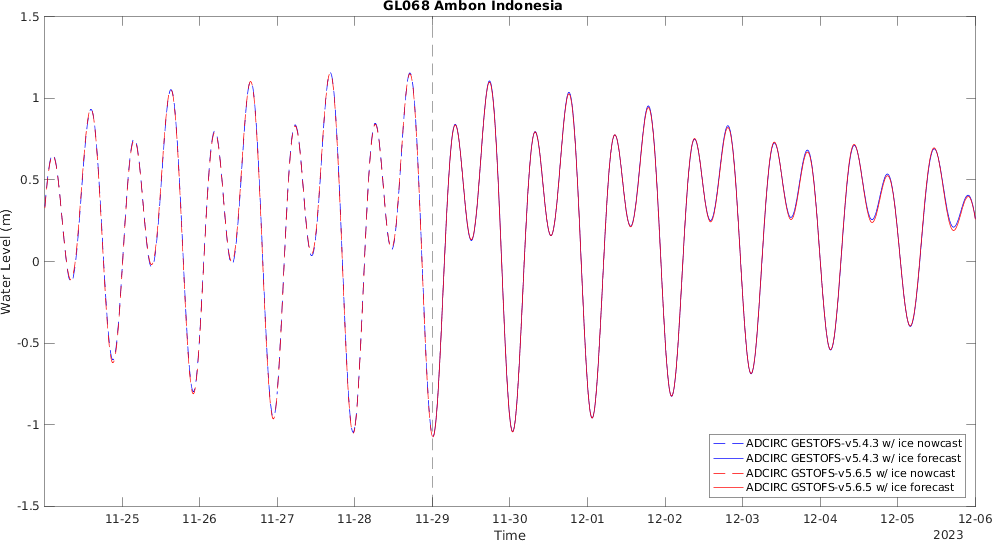 GL068 Ambon Indonesia
1.5
1
0.5
0
-0.5
-1
-1.5
Water Level (m)
11-25 11-26 11-27 11-28 11-29 11-30 12-01 12-02 12-03 12-04 12-05 12-06
Time
2023
ADCIRC GESTOFS-v5.4.3 w/ ice nowcast
ADCIRC GESTOFS-v5.4.3 w/ ice forecast
ADCIRC GSTOFS-v5.6.5 w/ ice nowcast
ADCIRC GSTOFS-v5.6.5 w/ ice forecast